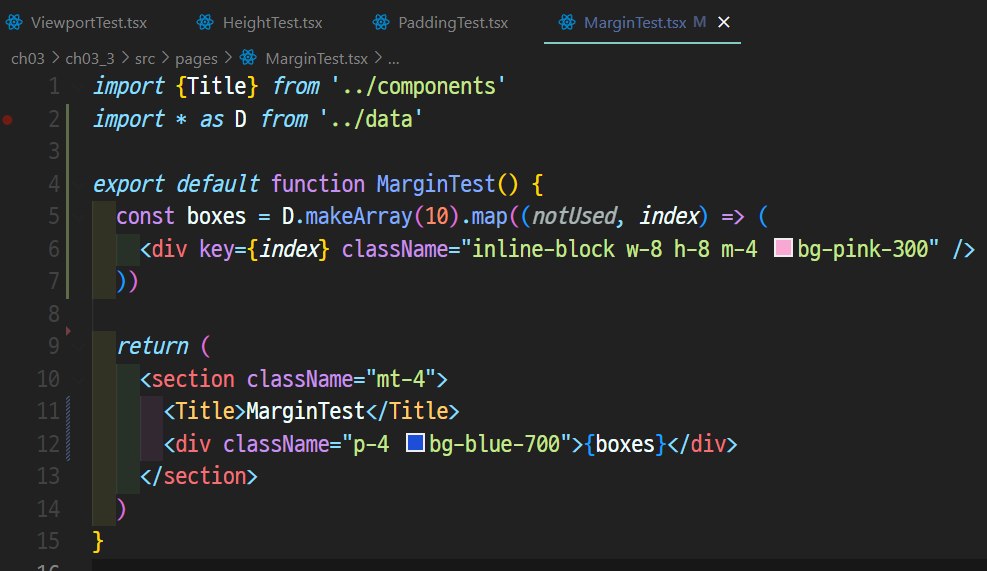 ViewportTest.tsx HeightTest.tsx PaddingTest.tsx MarginTest.tsx M ×
ch03 > ch03_3 > src > pages > MarginTest.tsx > ...
1 import {Title} from '../components'
2 import * as D from '../data'
3
4 export default function MarginTest() {
5 const boxes = D.makeArray(10).map((notUsed, index) => (
6 <div key={index} className="inline-block w-8 h-8 m-4 bg-pink-300" />
7 ))
8
9 return (
10 <section className="mt-4">
11 <Title>MarginTest</Title>
12 <div className="p-4 bg-blue-700">{boxes}</div>
13 </section>
14 )
15 }
16